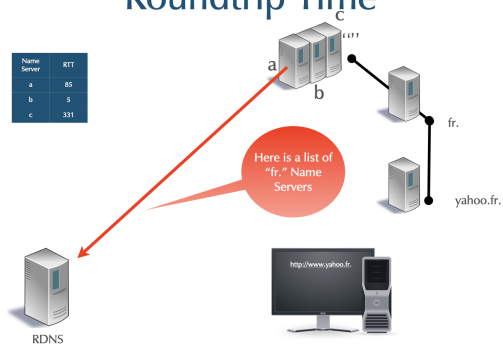 Roundtrip Time
Name Server RTT
a 85
b 5
c 331
c
“”
a
b
fr.
Here is a list of
“fr.” Name
Servers
yahoo.fr.
http://www.yahoo.fr.
RDNS